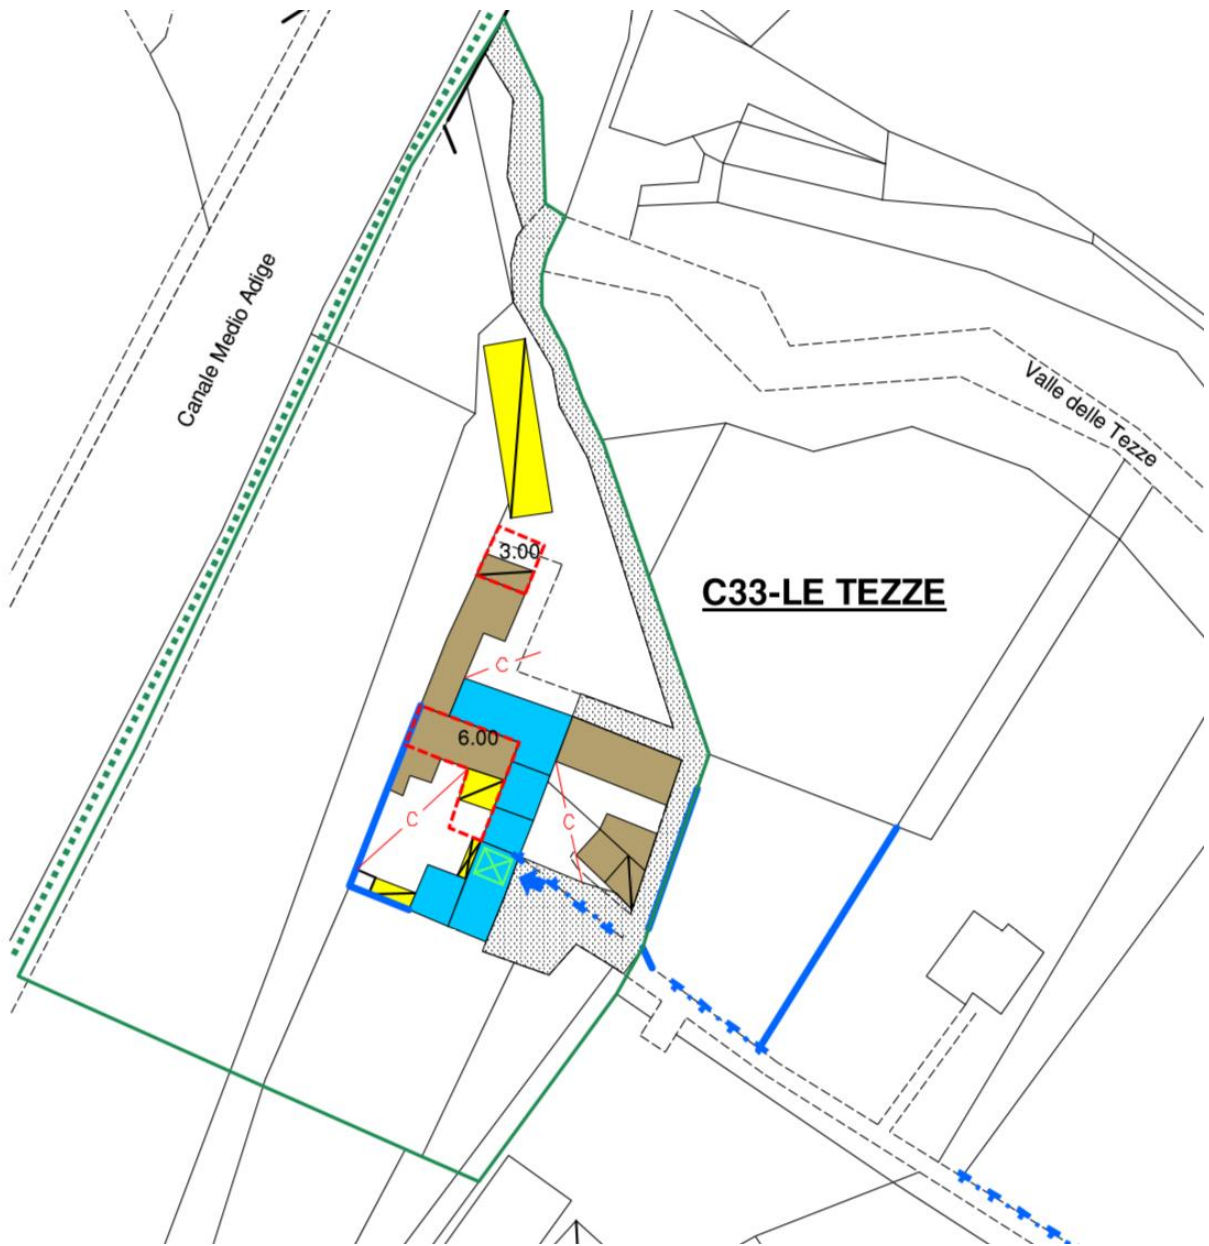 Canale Medio Adige
Valle delle Tezze
3.00
C33-LE TEZZE
C
6.00
C
C